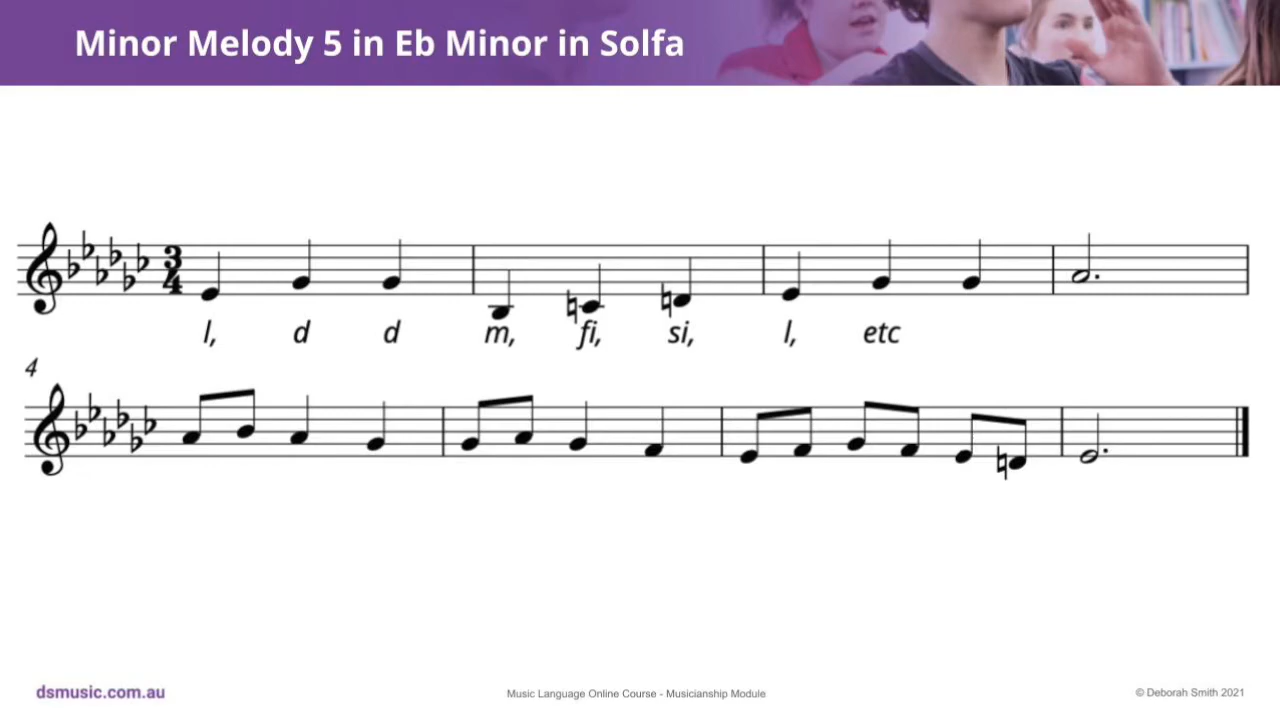 Minor Melody 5 in Eb Minor in Solfa
3
4
l, d d m, fi, si, l, etc
4
dsmusic.com.au
Music Language Online Course - Musicianship Module
© Deborah Smith 2021